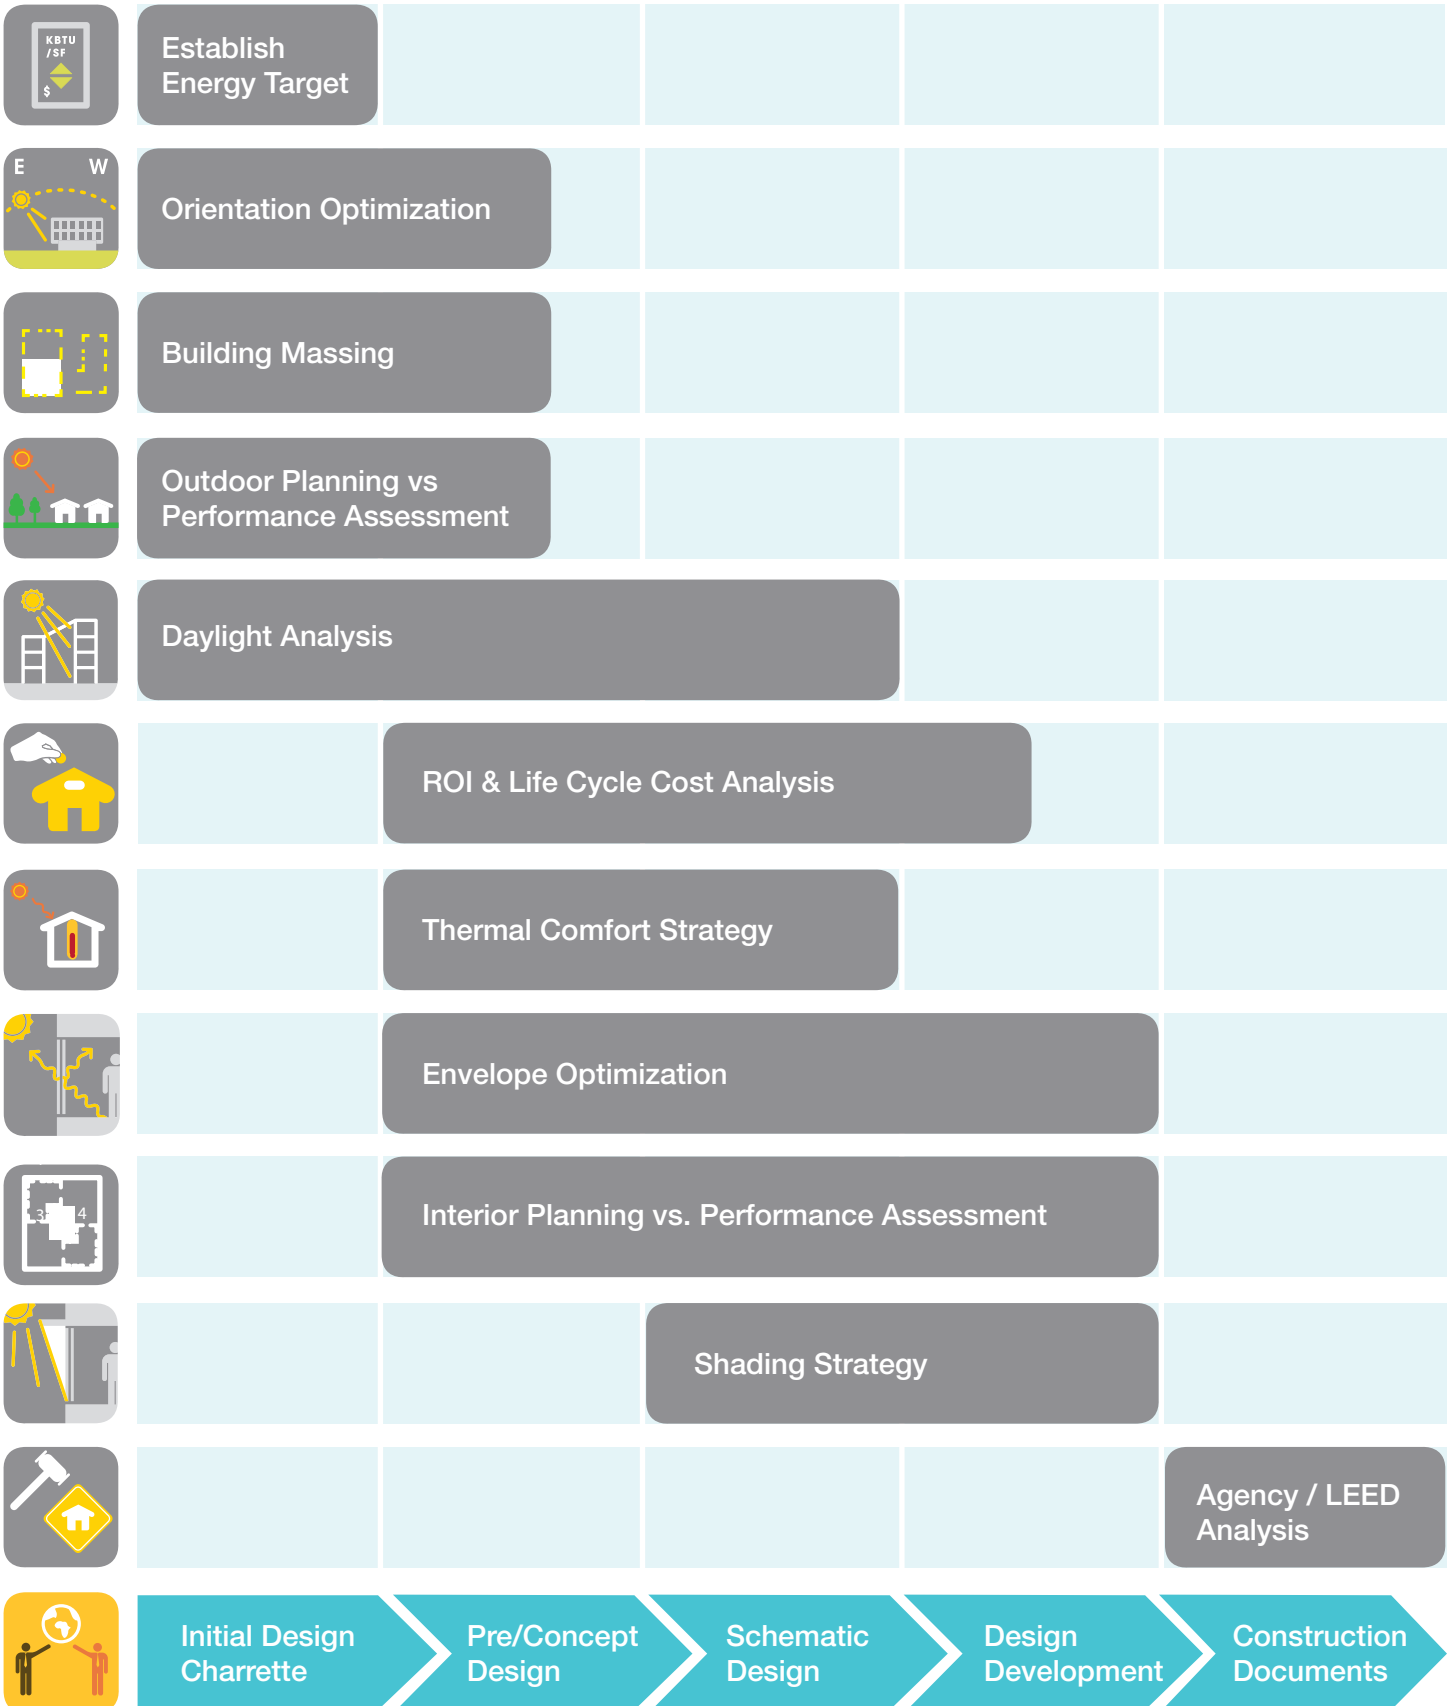 KBTU
/SF
$
Establish
Energy Target
E W
Orientation Optimization
Building Massing
Outdoor Planning vs
Performance Assessment
Daylight Analysis
ROI & Life Cycle Cost Analysis
Thermal Comfort Strategy
Envelope Optimization
3 4
Interior Planning vs. Performance Assessment
Shading Strategy
Agency / LEED
Analysis
Initial Design
Charrette
Pre/Concept
Design
Schematic
Design
Design
Development
Construction
Documents